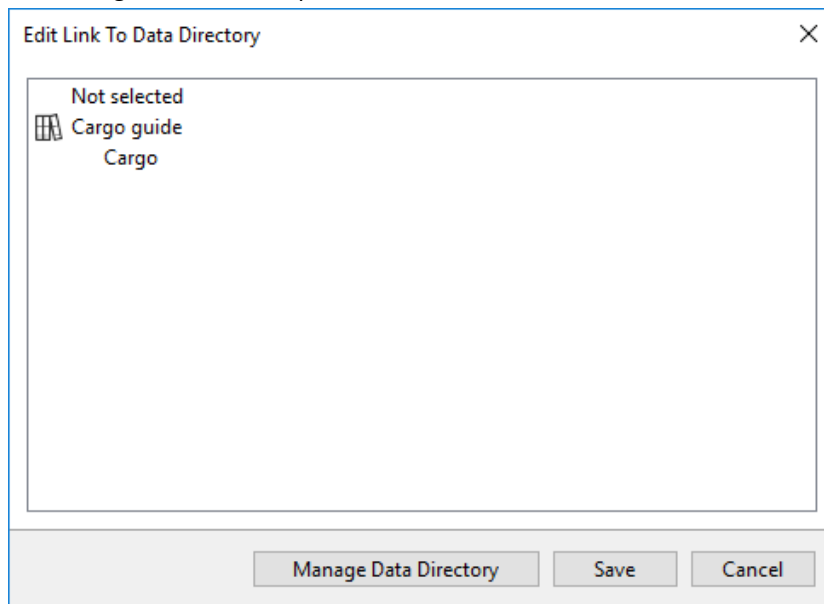 Edit Link To Data Directory
Not selected
Cargo guide
Cargo
Manage Data Directory Save Cancel